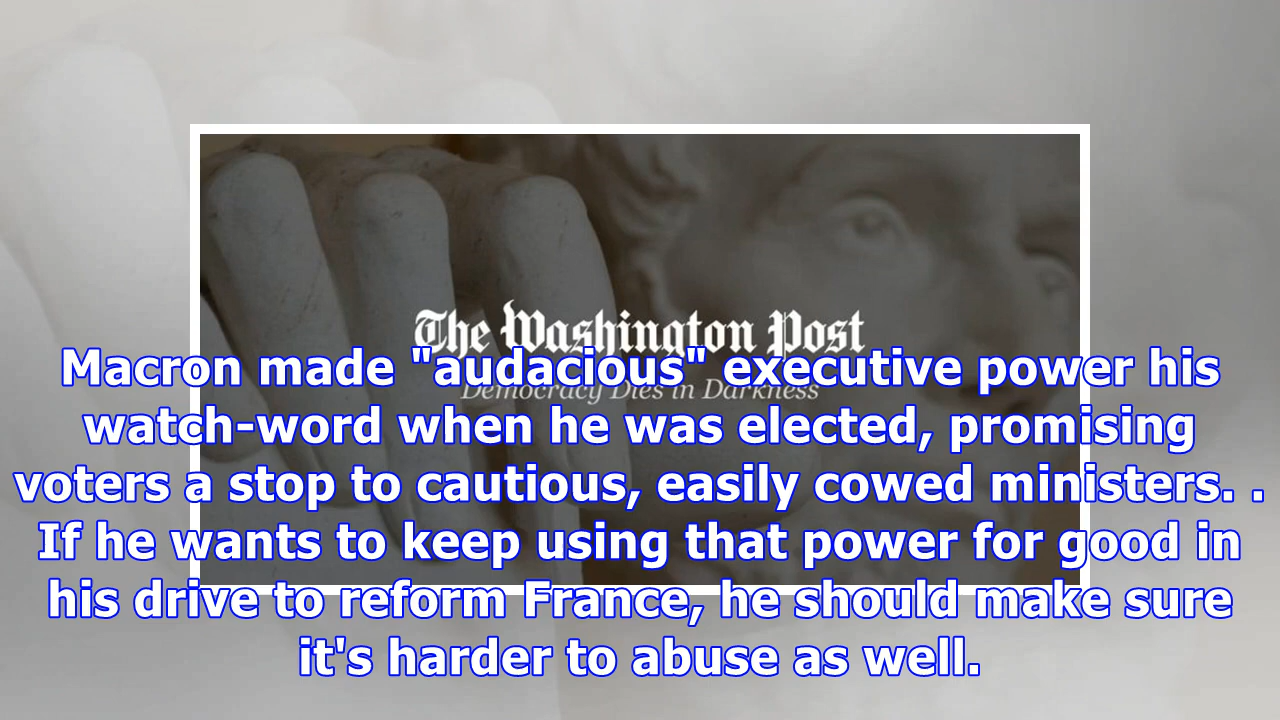 The Washington Post
Democracy Dies in Darkness
Macron made "audacious" executive power his
watch-word when he was elected, promising
voters a stop to cautious, easily cowed ministers. .
If he wants to keep using that power for good in
his drive to reform France, he should make sure
it's harder to abuse as well.